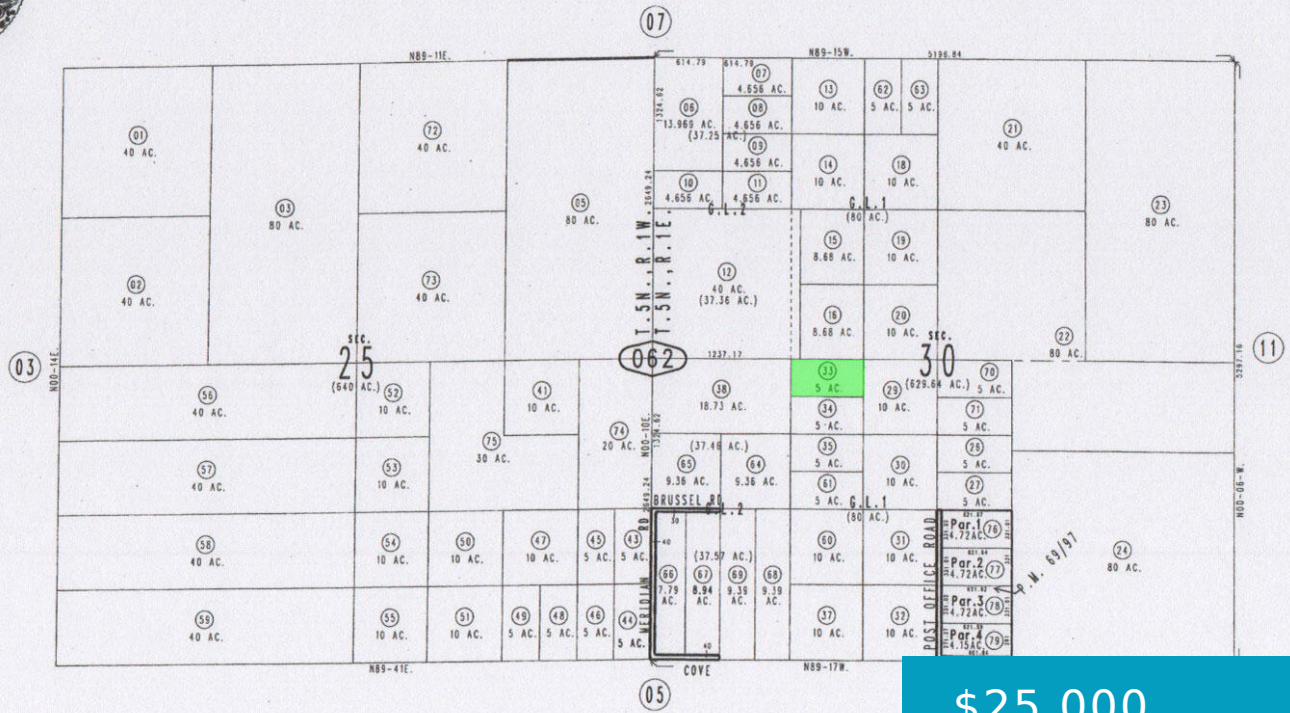 07
N89-11E.
N89-15W.
5196.84
614.79
614.79
1324.62
01
40 AC.
72
40 AC.
03
80 AC.
05
80 AC.
02
40 AC.
73
40 AC.
06
13.969 AC.
(37.25 AC.)
07
4.656 AC.
08
4.656 AC.
09
4.656 AC.
10
4.656 AC.
11
4.656 AC.
G.L.2
13
10 AC.
62
5 AC.
63
5 AC.
14
10 AC.
18
10 AC.
G.L.1
(80 AC.)
21
40 AC.
23
80 AC.
2649.24
T.5N.,R.1W.
T.5N.,R.1E.
12
40 AC.
(37.36 AC.)
15
8.68 AC.
19
10 AC.
16
8.68 AC.
20
10 AC.
22
80 AC.
03
N00-14E.
SEC.
25
(640 AC.)
062
1237.17
SEC.
30
(629.64 AC.)
11
5297.16
56
40 AC.
52
10 AC.
41
10 AC.
75
30 AC.
74
20 AC.
57
40 AC.
53
10 AC.
N00-10E.
1324.62
2649.24
38
18.73 AC.
(37.46 AC.)
65
9.36 AC.
64
9.36 AC.
33
5 AC.
34
5 AC.
35
5 AC.
61
5 AC.
29
10 AC.
30
10 AC.
G.L.1
(80 AC.)
70
5 AC.
71
5 AC.
26
5 AC.
27
5 AC.
N00-06-W.
BRUSSEL RD
G.L.2
30
40
58
40 AC.
54
10 AC.
50
10 AC.
47
10 AC.
45
5 AC.
43
5 AC.
59
40 AC.
55
10 AC.
51
10 AC.
49
5 AC.
48
5 AC.
46
5 AC.
44
5 AC.
MERIDIAN RD
(37.57 AC.)
66
7.79
AC.
67
8.94
AC.
69
9.39
AC.
68
9.39
AC.
40
60
10 AC.
31
10 AC.
37
10 AC.
32
10 AC.
POST OFFICE ROAD
Par.1 76
4.72AC.
Par.2
4.72AC. 77
Par.3
4.72AC. 78
Par.4
4.15AC. 79
P.M. 69/97
24
80 AC.
N89-41E.
COVE
N89-17W.
05
$25,000